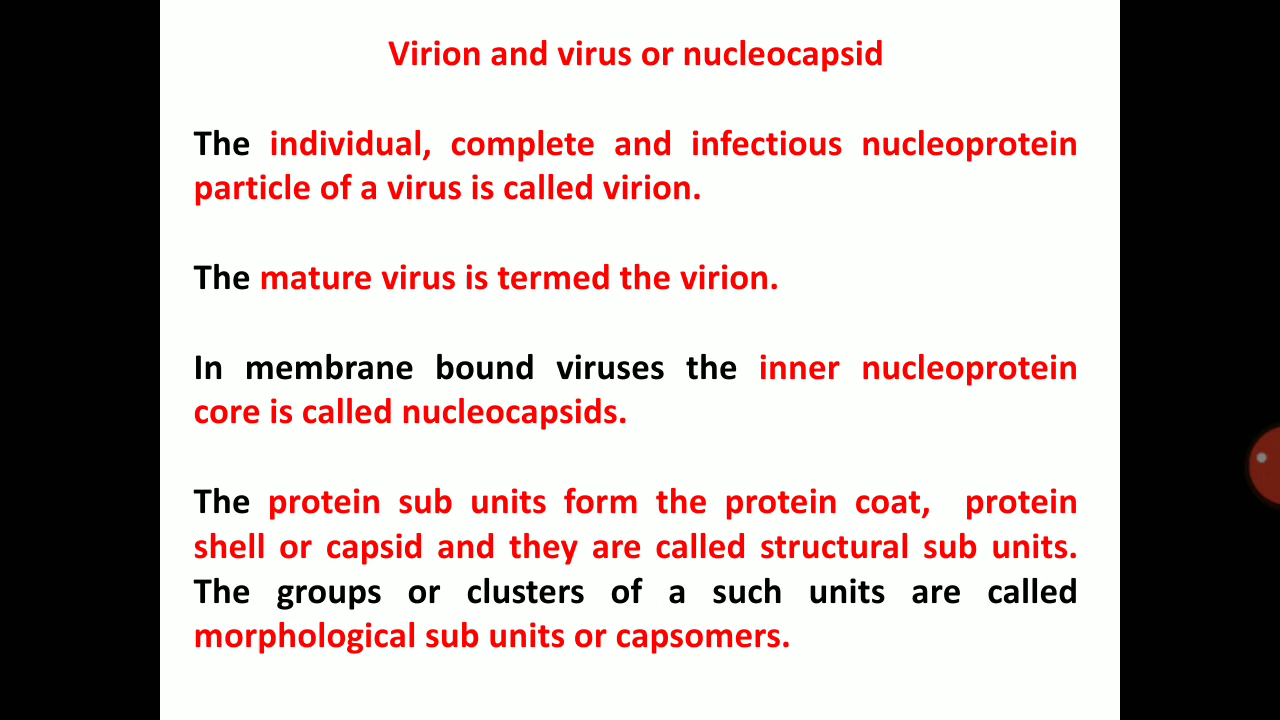 Virion and virus or nucleocapsid
The individual, complete and infectious nucleoprotein
particle of a virus is called virion.
The mature virus is termed the virion.
In membrane bound viruses the inner nucleoprotein
core is called nucleocapsids.
The protein sub units form the protein coat, protein
shell or capsid and they are called structural sub units.
The groups or clusters of a such units are called
morphological sub units or capsomers.